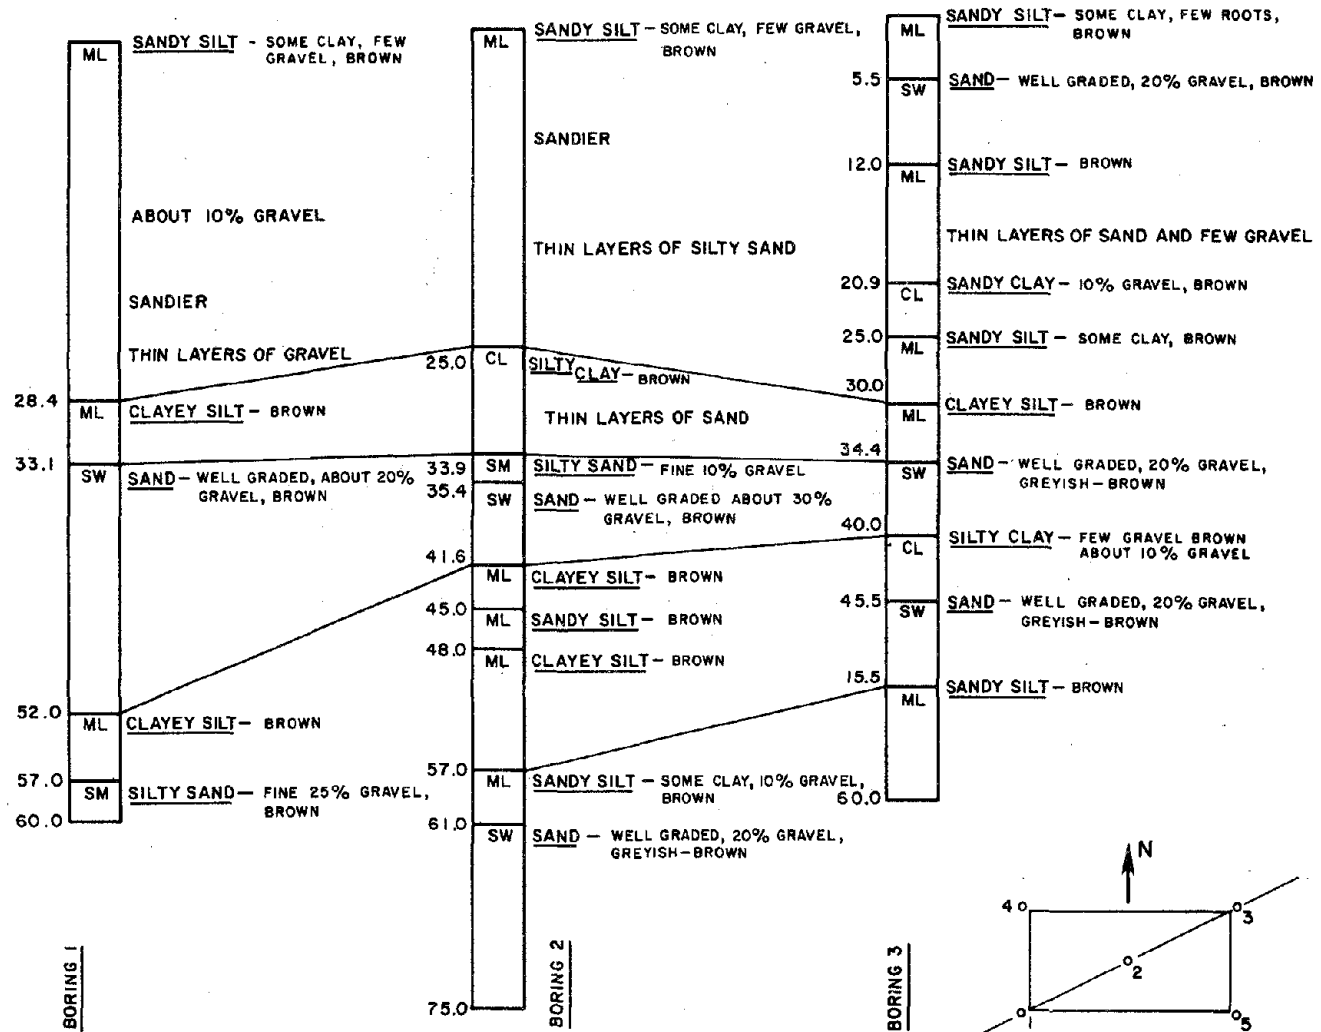 ML
SANDY SILT - SOME CLAY, FEW
GRAVEL, BROWN
ABOUT 10% GRAVEL
SANDIER
THIN LAYERS OF GRAVEL
28.4
ML
CLAYEY SILT- BROWN
33.1
SW
SAND- WELL GRADED, ABOUT 20%
GRAVEL, BROWN
52.0
ML
CLAYEY SILT- BROWN
57.0
SM
SILTY SAND- FINE 25% GRAVEL,
BROWN
60.0
BORING 1
ML
SANDY SILT- SOME CLAY, FEW GRAVEL,
BROWN
SANDIER
THIN LAYERS OF SILTY SAND
25.0
CL
SILTY
CLAY- BROWN
THIN LAYERS OF SAND
33.9
SM
SILTY SAND- FINE 10% GRAVEL
35.4
SW
SAND- WELL GRADED ABOUT 30%
GRAVEL, BROWN
41.6
ML
CLAYEY SILT- BROWN
45.0
ML
SANDY SILT- BROWN
48.0
ML
CLAYEY SILT- BROWN
57.0
ML
SANDY SILT- SOME CLAY, 10% GRAVEL,
BROWN
61.0
SW
SAND - WELL GRADED, 20% GRAVEL,
GREYISH-BROWN
75.0
BORING 2
ML
SANDY SILT- SOME CLAY, FEW ROOTS,
BROWN
5.5
SW
SAND- WELL GRADED, 20% GRAVEL, BROWN
12.0
ML
SANDY SILT- BROWN
THIN LAYERS OF SAND AND FEW GRAVEL
20.9
CL
SANDY CLAY- 10% GRAVEL, BROWN
25.0
ML
SANDY SILT- SOME CLAY, BROWN
30.0
ML
CLAYEY SILT- BROWN
34.4
SW
SAND- WELL GRADED, 20% GRAVEL,
GREYISH-BROWN
40.0
CL
SILTY CLAY- FEW GRAVEL BROWN
ABOUT 10% GRAVEL
45.5
SW
SAND- WELL GRADED, 20% GRAVEL,
GREYISH-BROWN
15.5
ML
SANDY SILT- BROWN
60.0
BORING 3
N
4
3
2
1
5